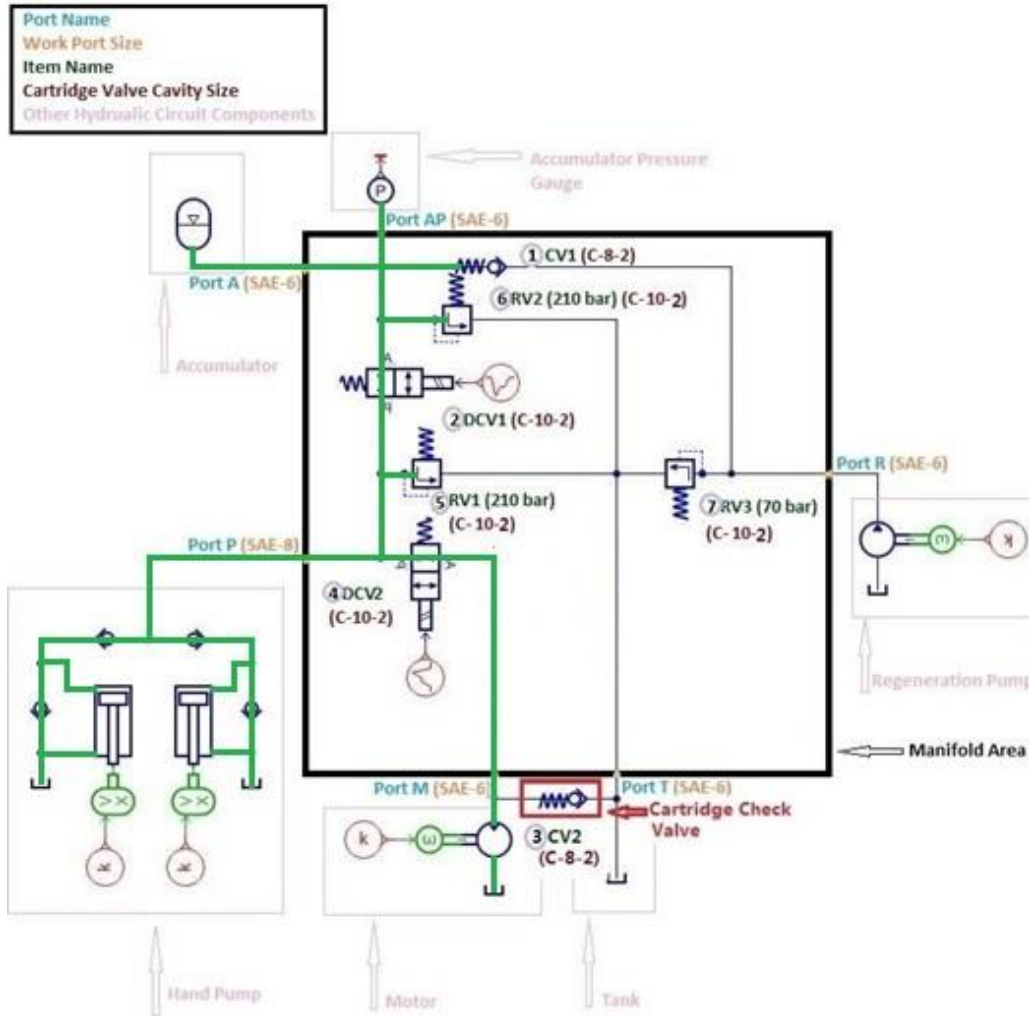 Port Name
Work Port Size
Item Name
Cartridge Valve Cavity Size
Other Hydrualic Circuit Components
Accumulator Pressure
Gauge
P
Port AP (SAE-6)
1 CV1 (C-8-2)
Port A (SAE-6)
6 RV2 (210 bar) (C-10-2)
Accumulator
A
P
2 DCV1 (C-10-2)
Port R (SAE-6)
5 RV1 (210 bar)
(C-10-2)
7 RV3 (70 bar)
(C-10-2)
Port P (SAE-8)
P
A
4 DCV2
(C-10-2)
ω
k
Regeneration Pump
Manifold Area
Port M (SAE-6)
Port T (SAE-6)
Cartridge Check
Valve
k
ω
3 CV2
(C-8-2)
V X
V X
k
k
Hand Pump
Motor
Tank